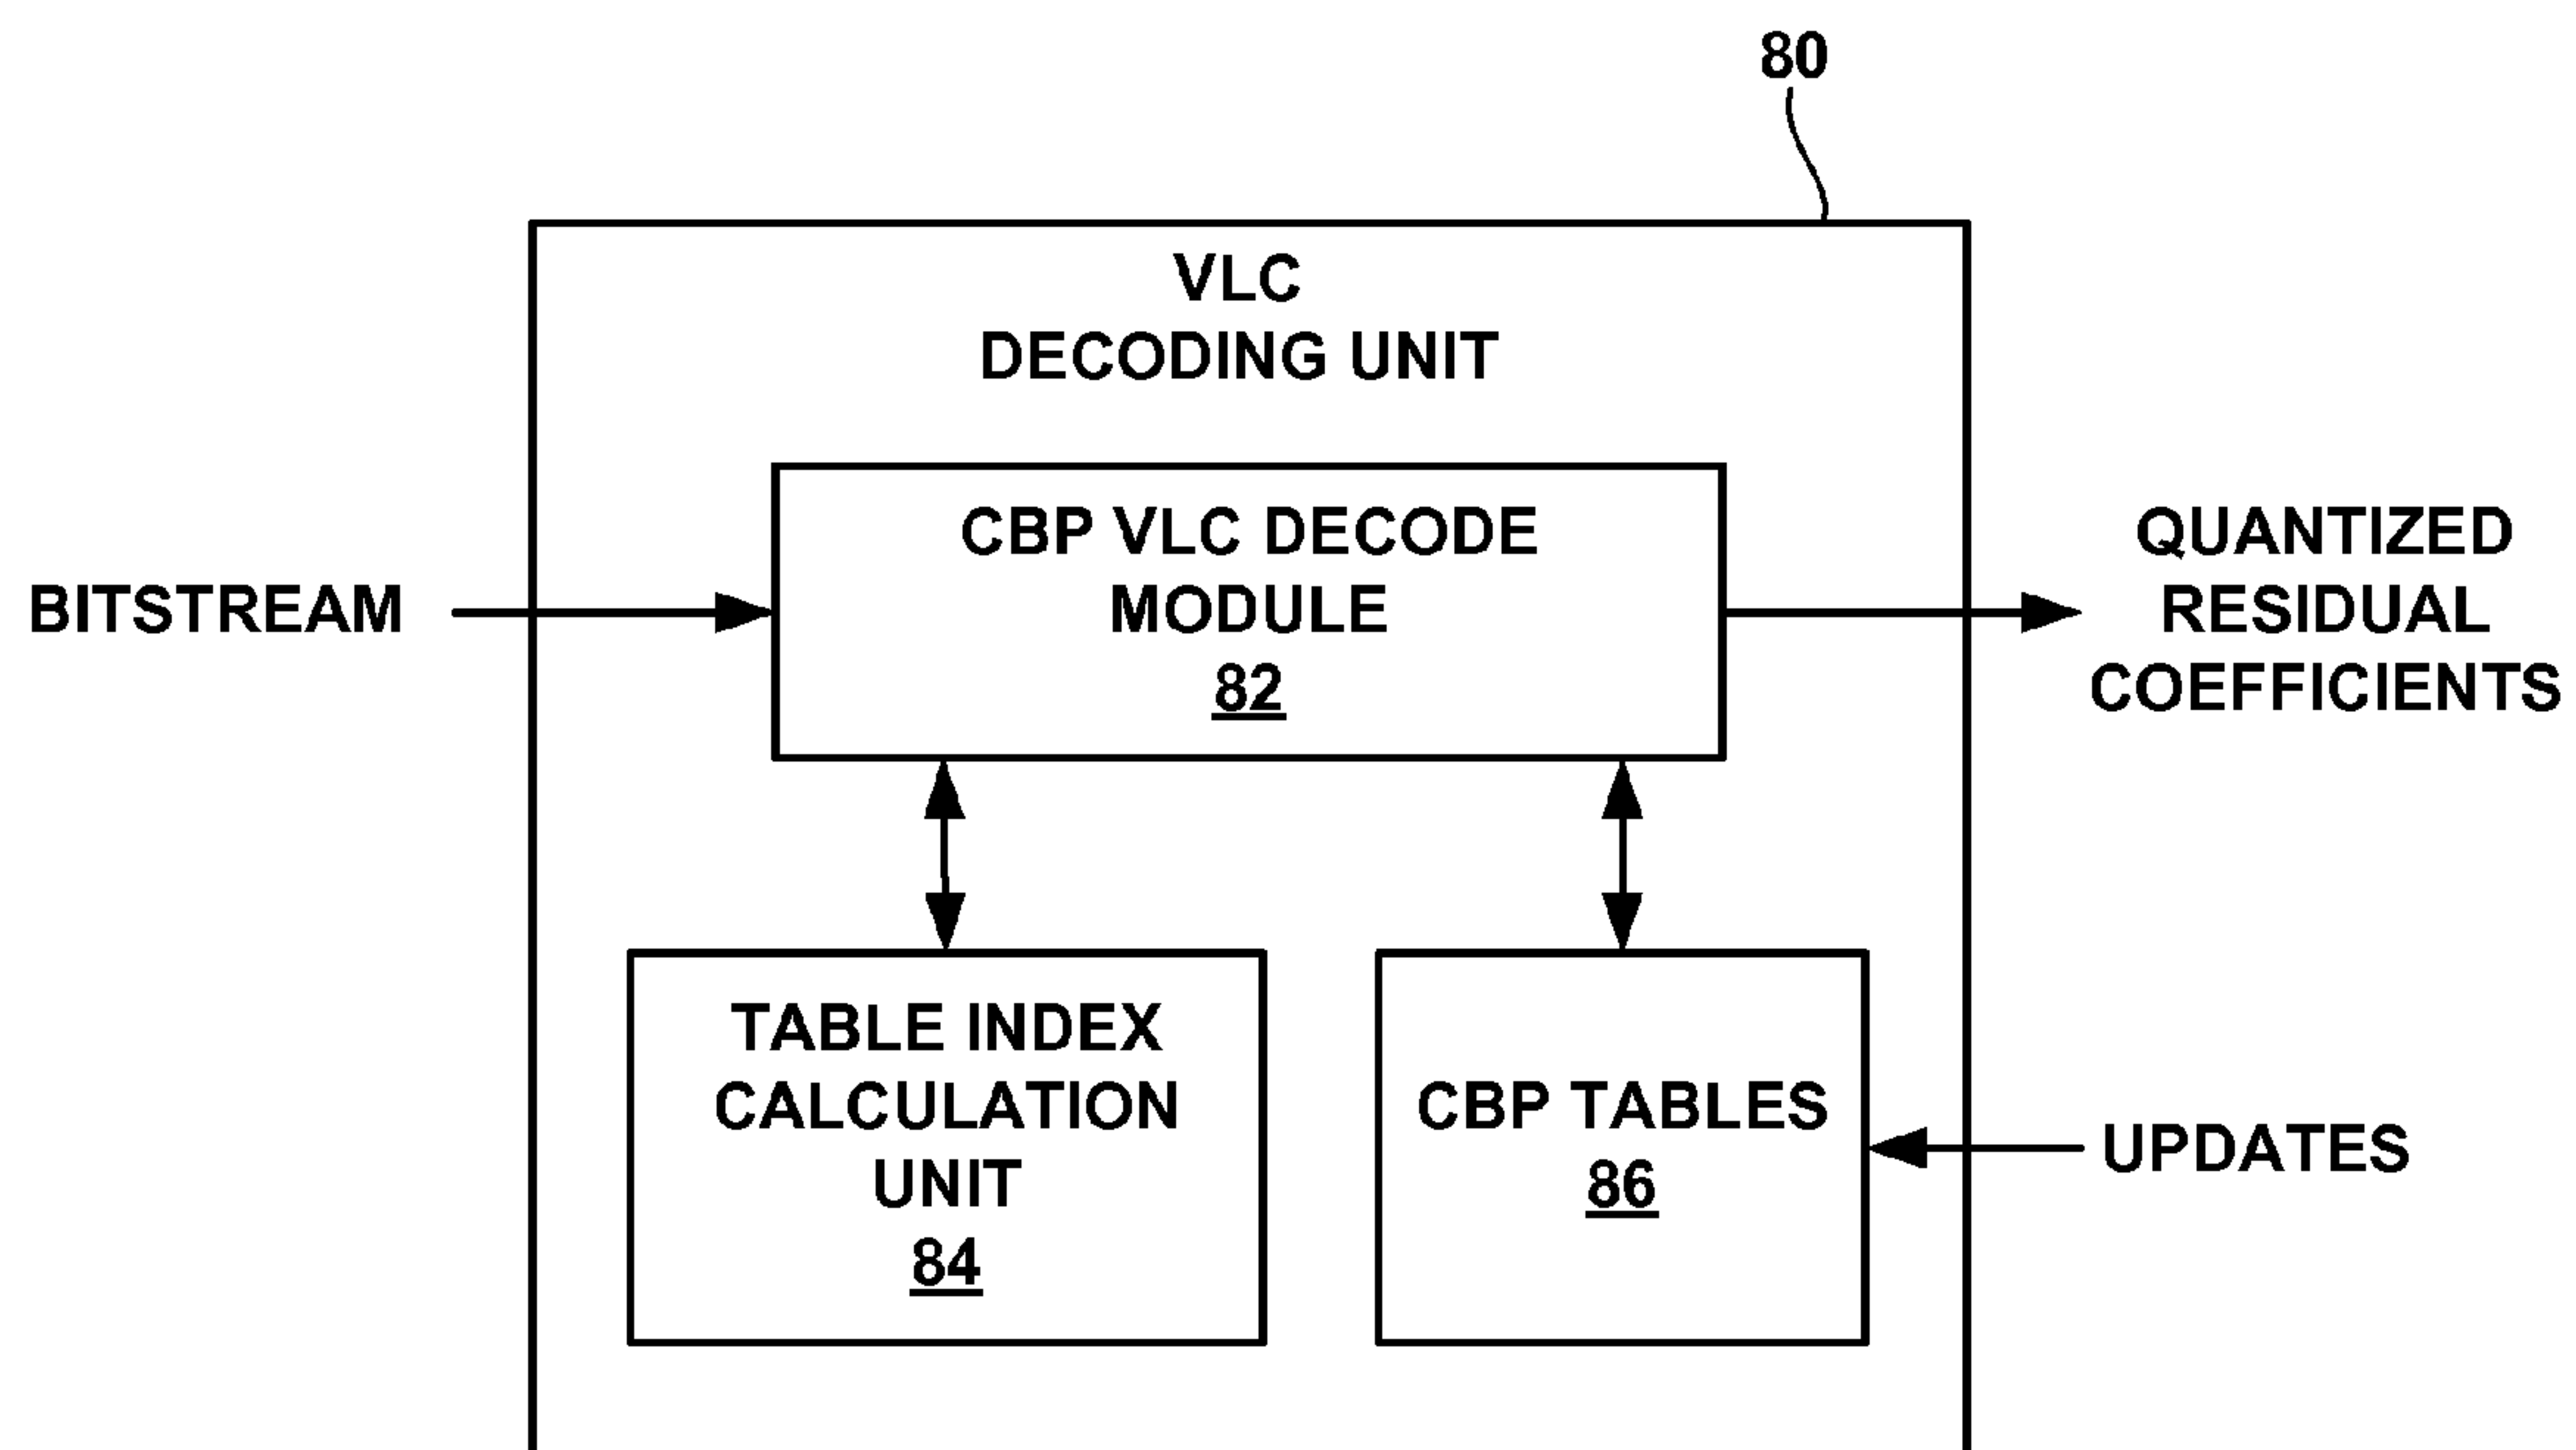 80
VLC
DECODING UNIT
CBP VLC DECODE
MODULE
82
BITSTREAM
QUANTIZED
RESIDUAL
COEFFICIENTS
TABLE INDEX
CALCULATION
UNIT
84
CBP TABLES
86
UPDATES